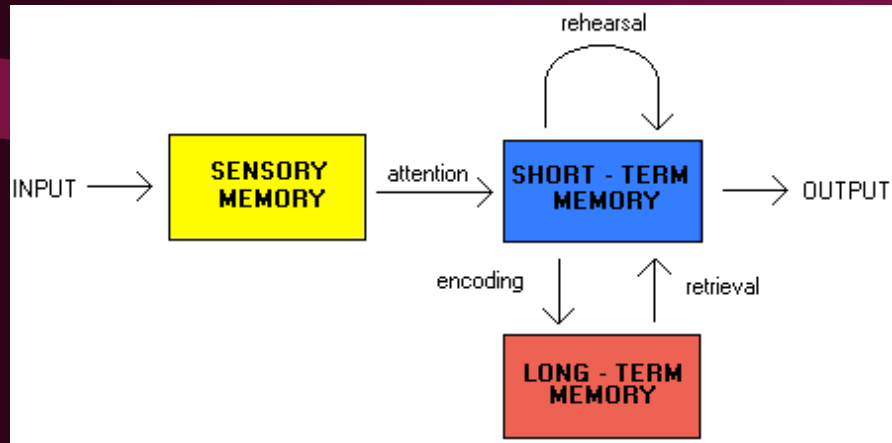 rehearsal
SENSORY
MEMORY
attention
SHORT - TERM
MEMORY
INPUT
OUTPUT
encoding
retrieval
LONG - TERM
MEMORY